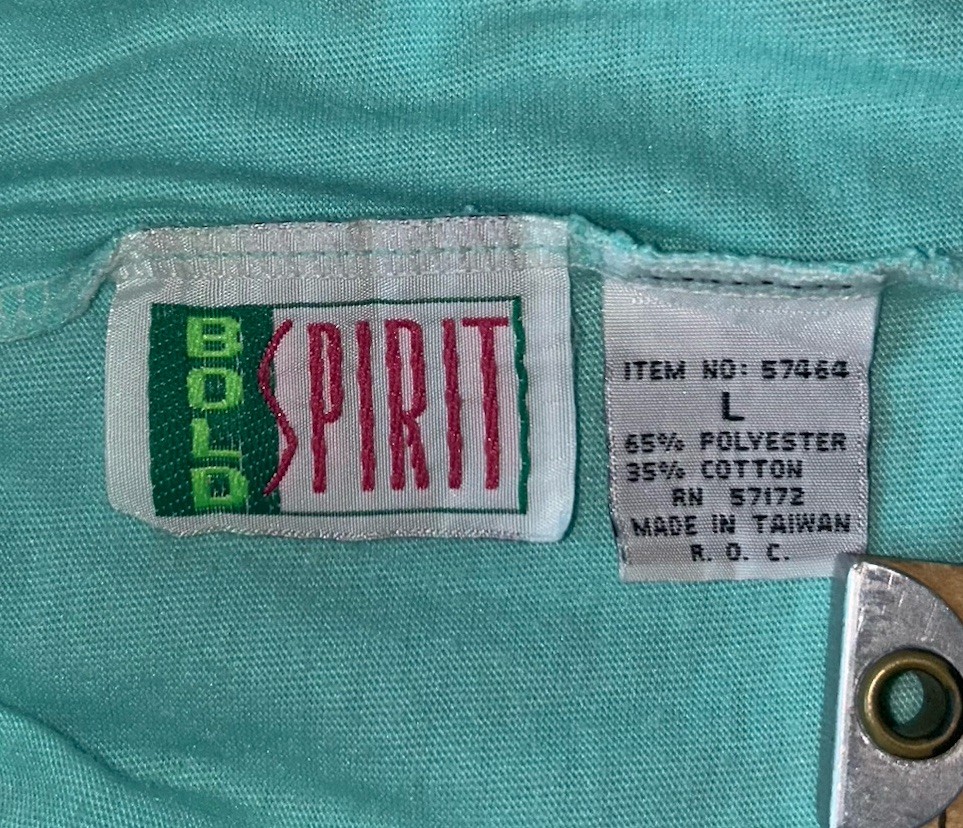 BOLD
SPIRIT
ITEM NO: 57464
L
65% POLYESTER
35% COTTON
RN 57172
MADE IN TAIWAN
R. O. C.